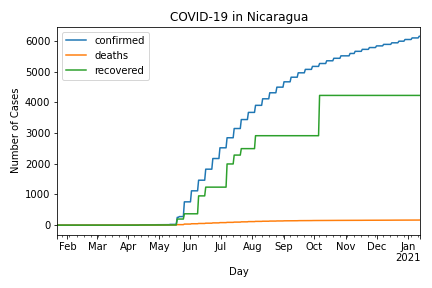 COVID-19 in Nicaragua
confirmed
deaths
recovered
Number of Cases
6000
5000
4000
3000
2000
1000
0
Feb Mar Apr May Jun Jul Aug Sep Oct Nov Dec Jan
2021
Day